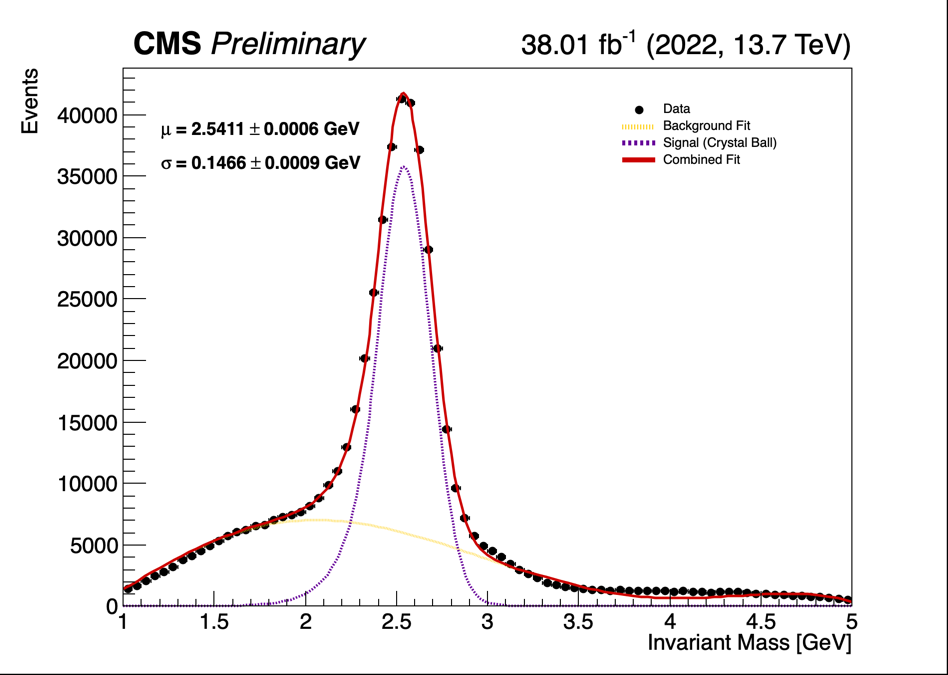 CMS Preliminary 38.01 fb⁻¹ (2022, 13.7 TeV)
Events
40000
35000
30000
25000
20000
15000
10000
5000
0
μ = 2.5411 ± 0.0006 GeV
σ = 0.1466 ± 0.0009 GeV
Data
Background Fit
Signal (Crystal Ball)
Combined Fit
1 1.5 2 2.5 3 3.5 4 4.5 5
Invariant Mass [GeV]